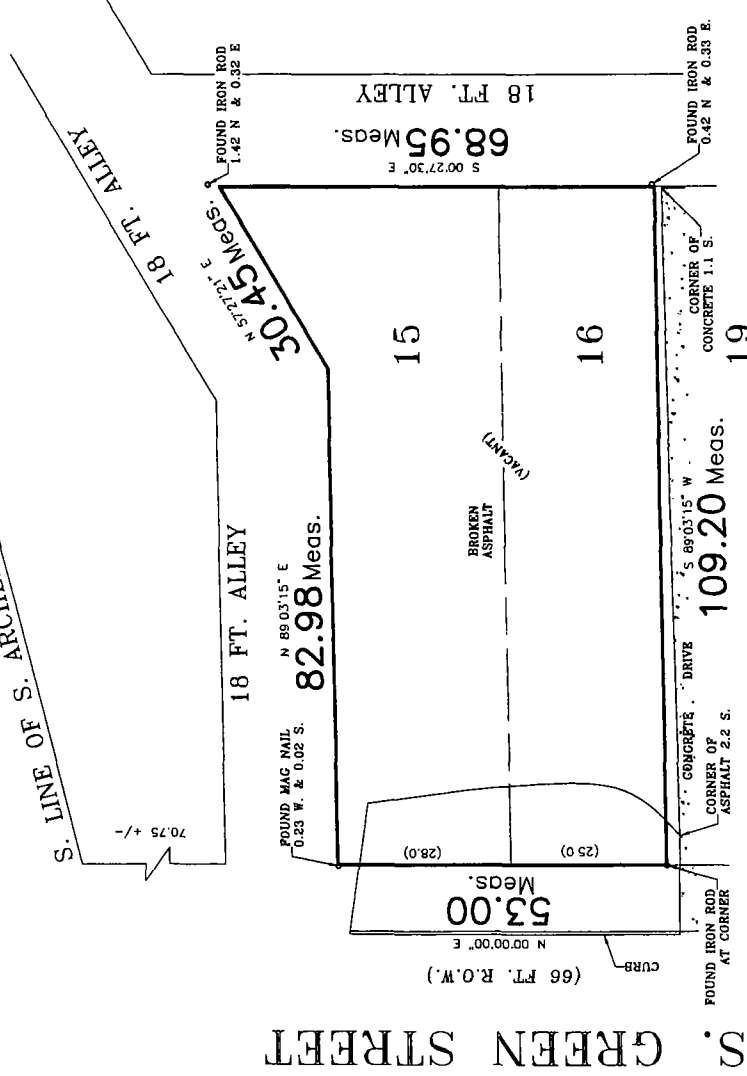 S. LINE OF S. ARCHE
18 FT. ALLEY
FOUND IRON ROD
1.42 N & 0.32 E
18 FT. ALLEY
68.95 Meas.
S 00°27'30" E
N 57°27'21" E
30.45 Meas.
70.75 +/-
18 FT. ALLEY
N 89°03'15" E
82.98 Meas.
FOUND MAG NAIL
0.23 W. & 0.02 S.
15
16
(VACANT)
BROKEN
ASPHALT
(28.0)
(25.0)
53.00
Meas.
N 00°00'00" E
(66 FT. R.O.W.)
CURB
FOUND IRON ROD
0.42 N & 0.33 E.
CORNER OF
CONCRETE 1.1 S.
19
S 89°03'15" W
109.20 Meas.
CONCRETE DRIVE
CORNER OF
ASPHALT 2.2 S.
FOUND IRON ROD
AT CORNER
S. GREEN STREET